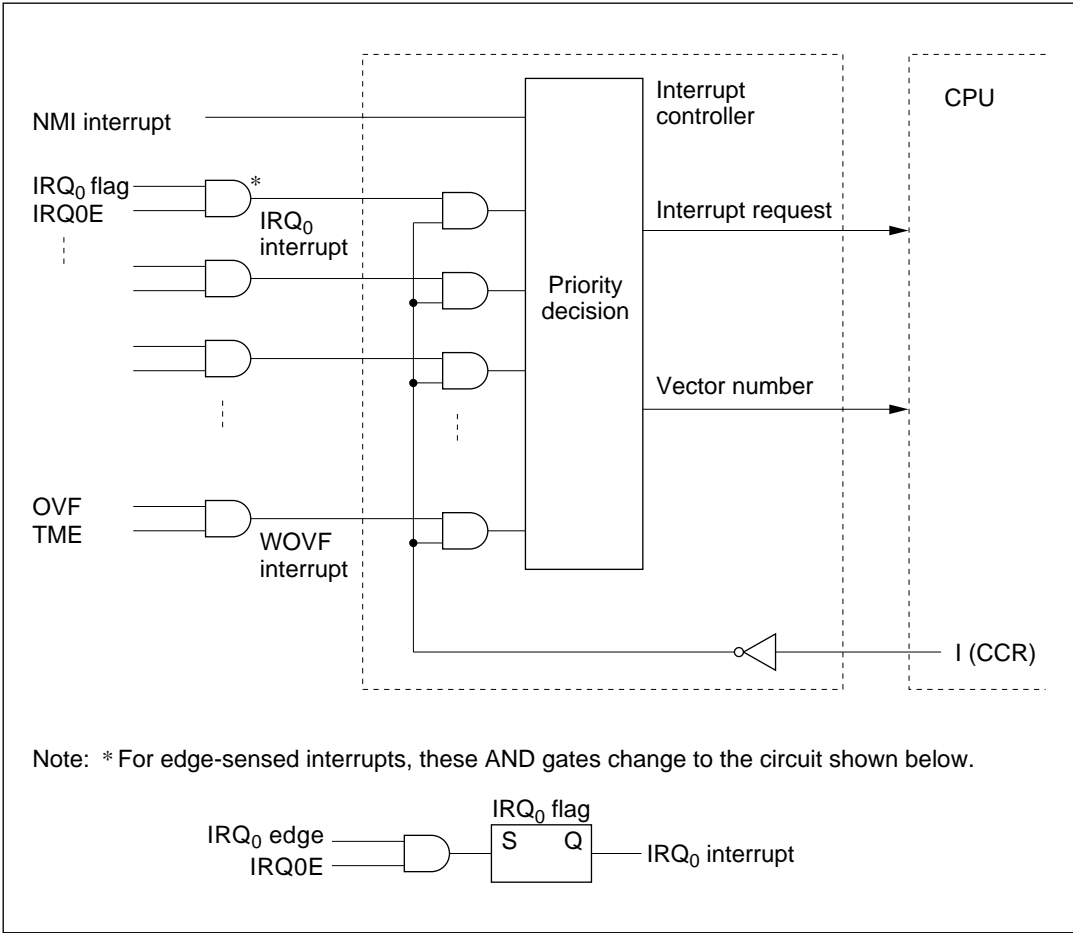 NMI interrupt
Interrupt
controller
CPU
IRQ₀ flag
IRQ0E
*
IRQ₀
interrupt
Interrupt request
Priority
decision
Vector number
OVF
TME
WOVF
interrupt
I (CCR)
Note: * For edge-sensed interrupts, these AND gates change to the circuit shown below.
IRQ₀ flag
IRQ₀ edge
IRQ0E
S Q
IRQ₀ interrupt